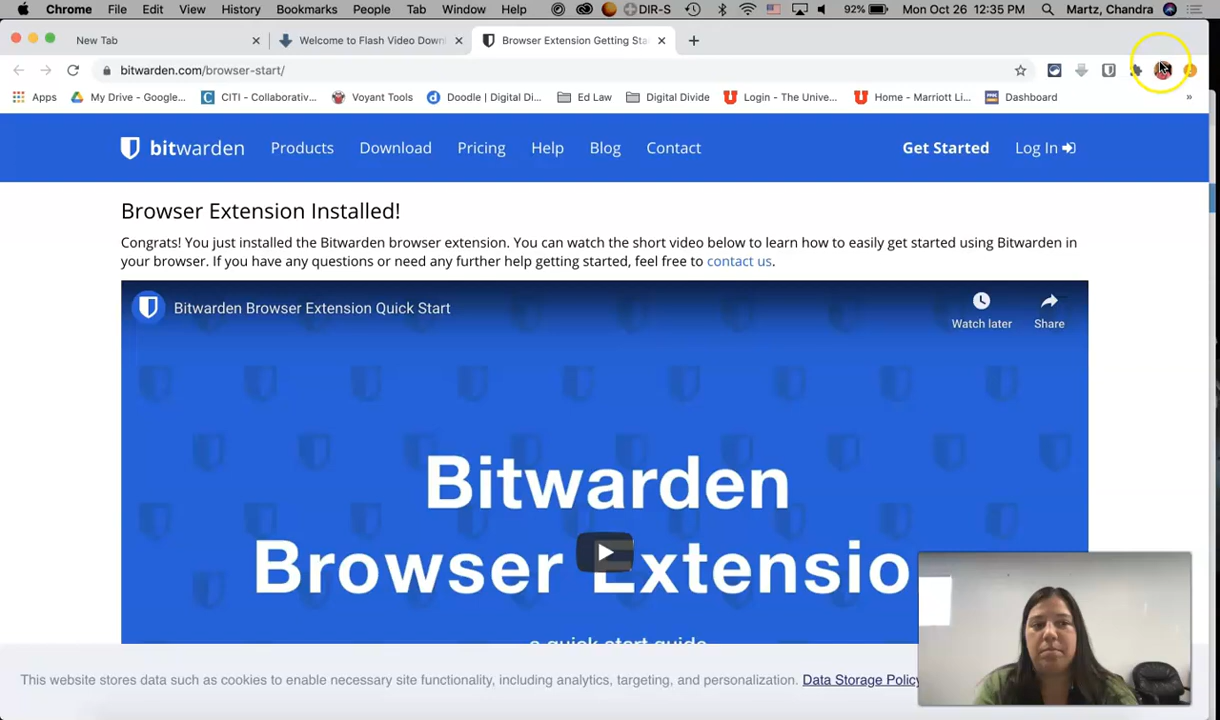 Chrome File Edit View History Bookmarks People Tab Window Help DIR-S 92% Mon Oct 26 12:35 PM Martz, Chandra
New Tab Welcome to Flash Video Down Browser Extension Getting Sta
bitwarden.com/browser-start/
Apps My Drive - Google... CITI - Collaborativ... Voyant Tools Doodle | Digital Di... Ed Law Digital Divide Login - The Unive... Home - Marriott Li... Dashboard »
bitwarden Products Download Pricing Help Blog Contact Get Started Log In
Browser Extension Installed!
Congrats! You just installed the Bitwarden browser extension. You can watch the short video below to learn how to easily get started using Bitwarden in
your browser. If you have any questions or need any further help getting started, feel free to contact us.
Bitwarden Browser Extension Quick Start
Watch later Share
Bitwarden
Browser Extensio
a quick start guide
This website stores data such as cookies to enable necessary site functionality, including analytics, targeting, and personalization. Data Storage Policy